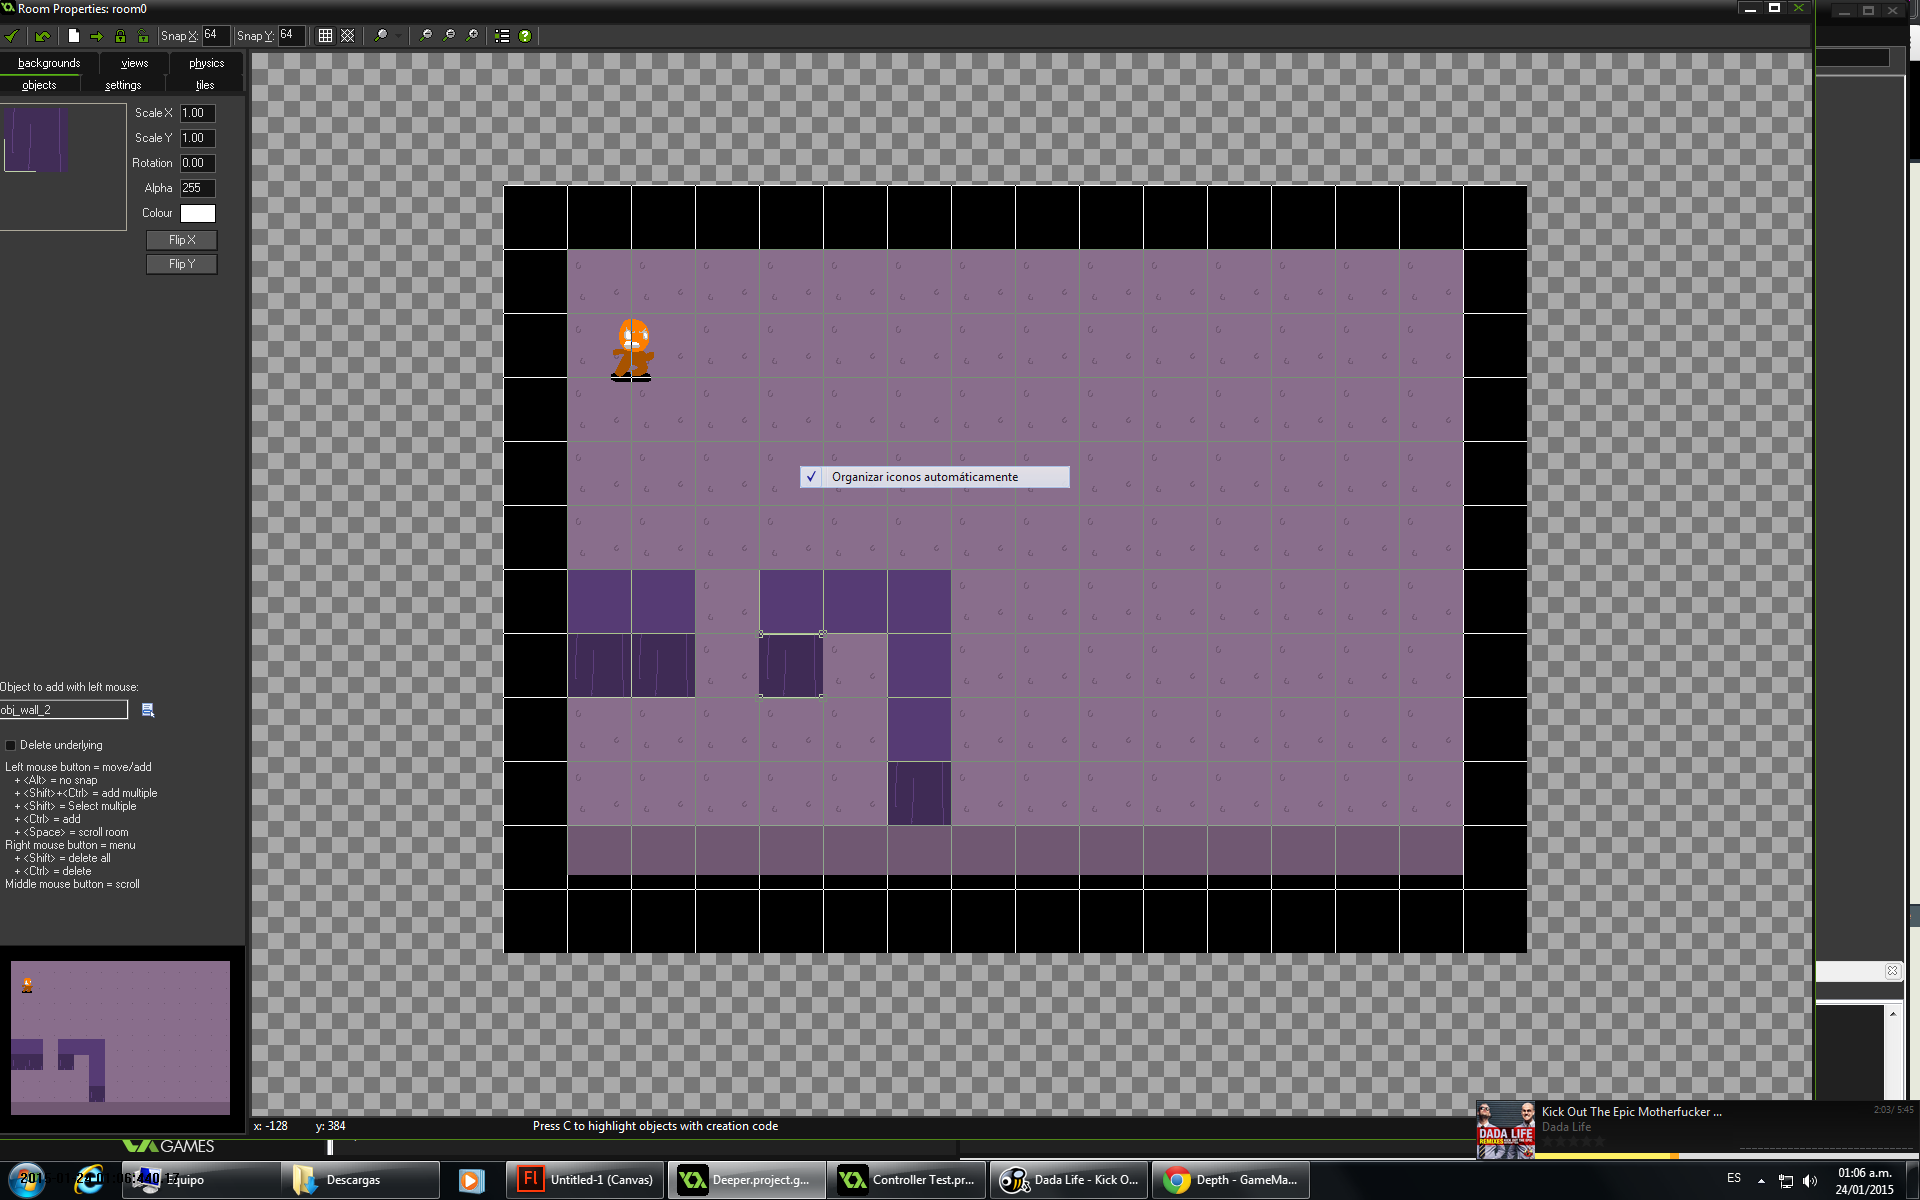 Room Properties: room0
Snap X: 64 Snap Y: 64
backgrounds views physics
objects settings tiles
Scale X 1.00
Scale Y 1.00
Rotation 0.00
Alpha 255
Colour
Flip X
Flip Y
Organizar iconos automáticamente
Object to add with left mouse:
obj_wall_2
Delete underlying
Left mouse button = move/add
+ <Alt> = no snap
+ <Shift>+<Ctrl> = add multiple
+ <Shift> = Select multiple
+ <Ctrl> = add
+ <Space> = scroll room
Right mouse button = menu
+ <Shift> = delete all
+ <Ctrl> = delete
Middle mouse button = scroll
x: -128 y: 384 Press C to highlight objects with creation code
Kick Out The Epic Motherfucker ...
2:03/ 5:45
Dada Life
DADA LIFE
REMIXES
GAMES
Equipo
Descargas
Fl
Untitled-1 (Canvas)
Deeper.project.g...
Controller Test.pr...
Dada Life - Kick O...
Depth - GameMa...
ES
01:06 a.m.
24/01/2015